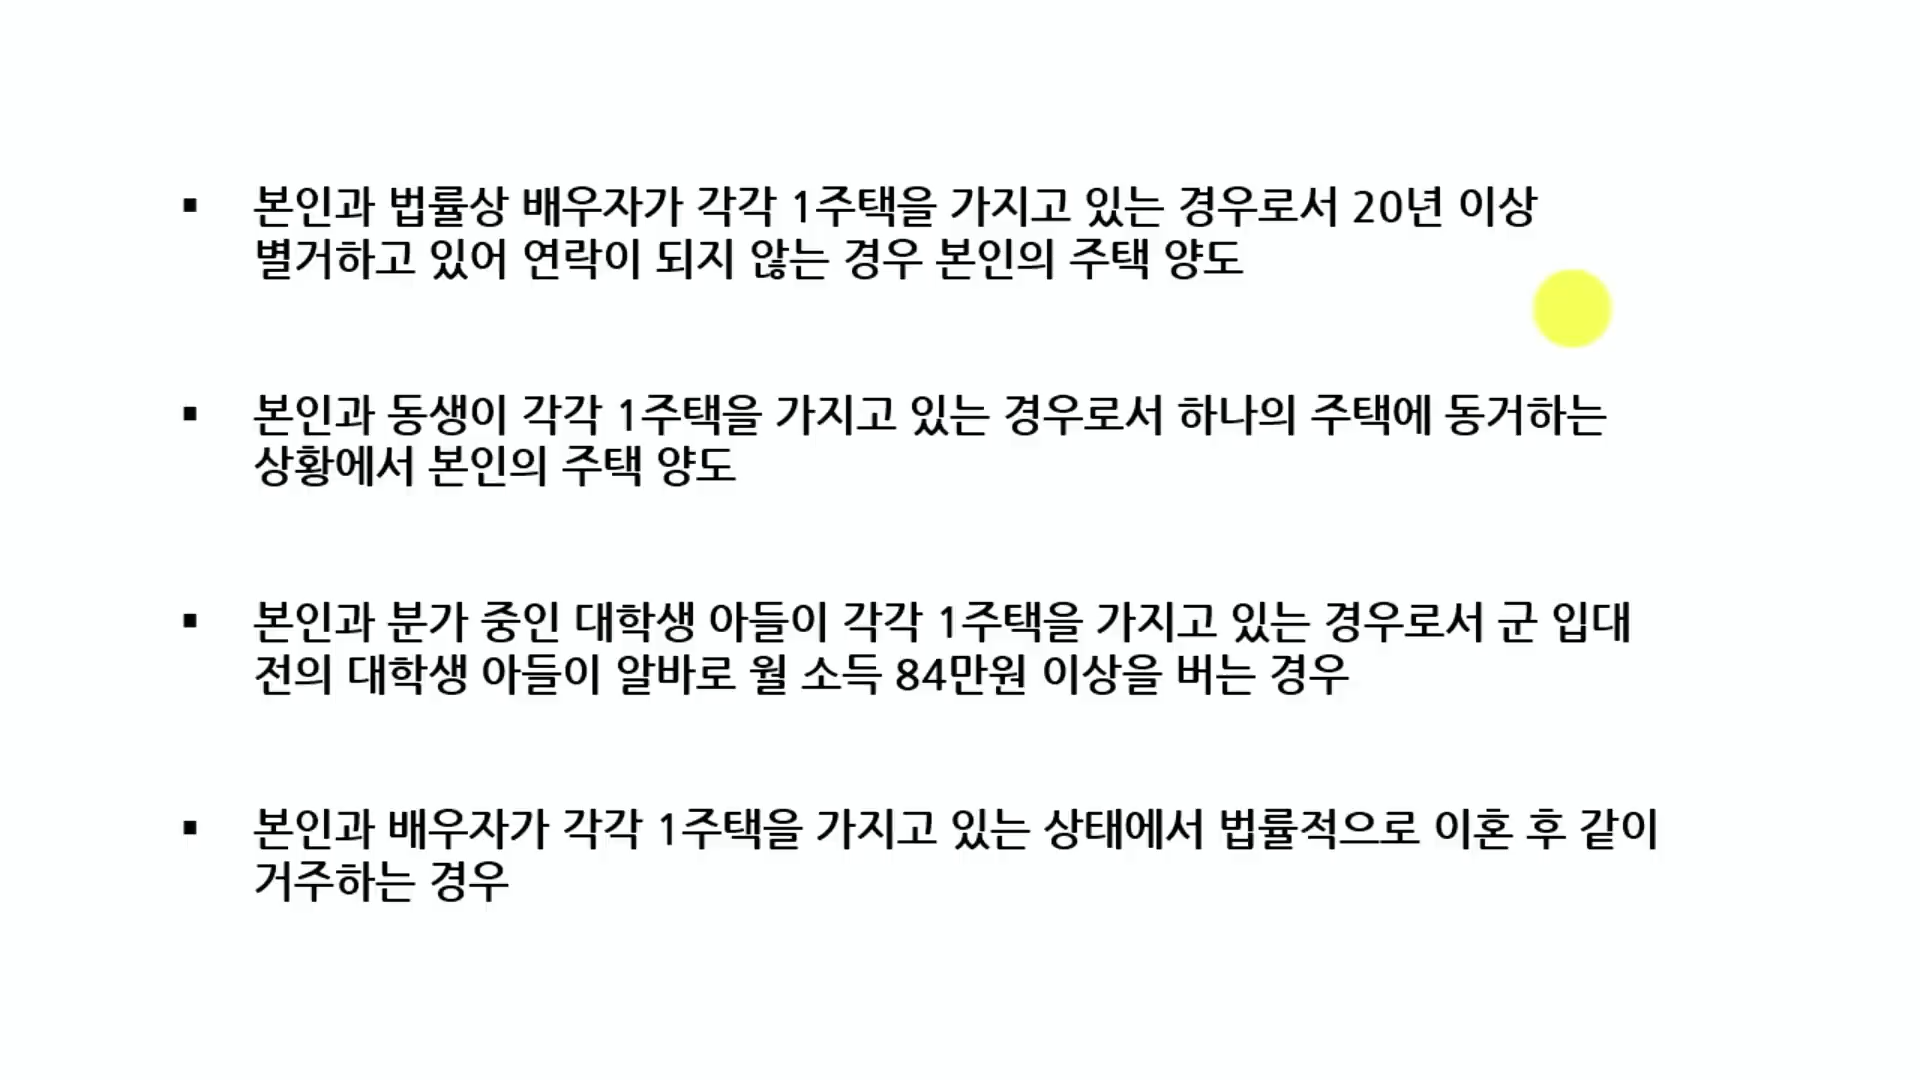 ▪ 본인과 법률상 배우자가 각각 1주택을 가지고 있는 경우로서 20년 이상
별거하고 있어 연락이 되지 않는 경우 본인의 주택 양도
▪ 본인과 동생이 각각 1주택을 가지고 있는 경우로서 하나의 주택에 동거하는
상황에서 본인의 주택 양도
▪ 본인과 분가 중인 대학생 아들이 각각 1주택을 가지고 있는 경우로서 군 입대
전의 대학생 아들이 알바로 월 소득 84만원 이상을 버는 경우
▪ 본인과 배우자가 각각 1주택을 가지고 있는 상태에서 법률적으로 이혼 후 같이
거주하는 경우